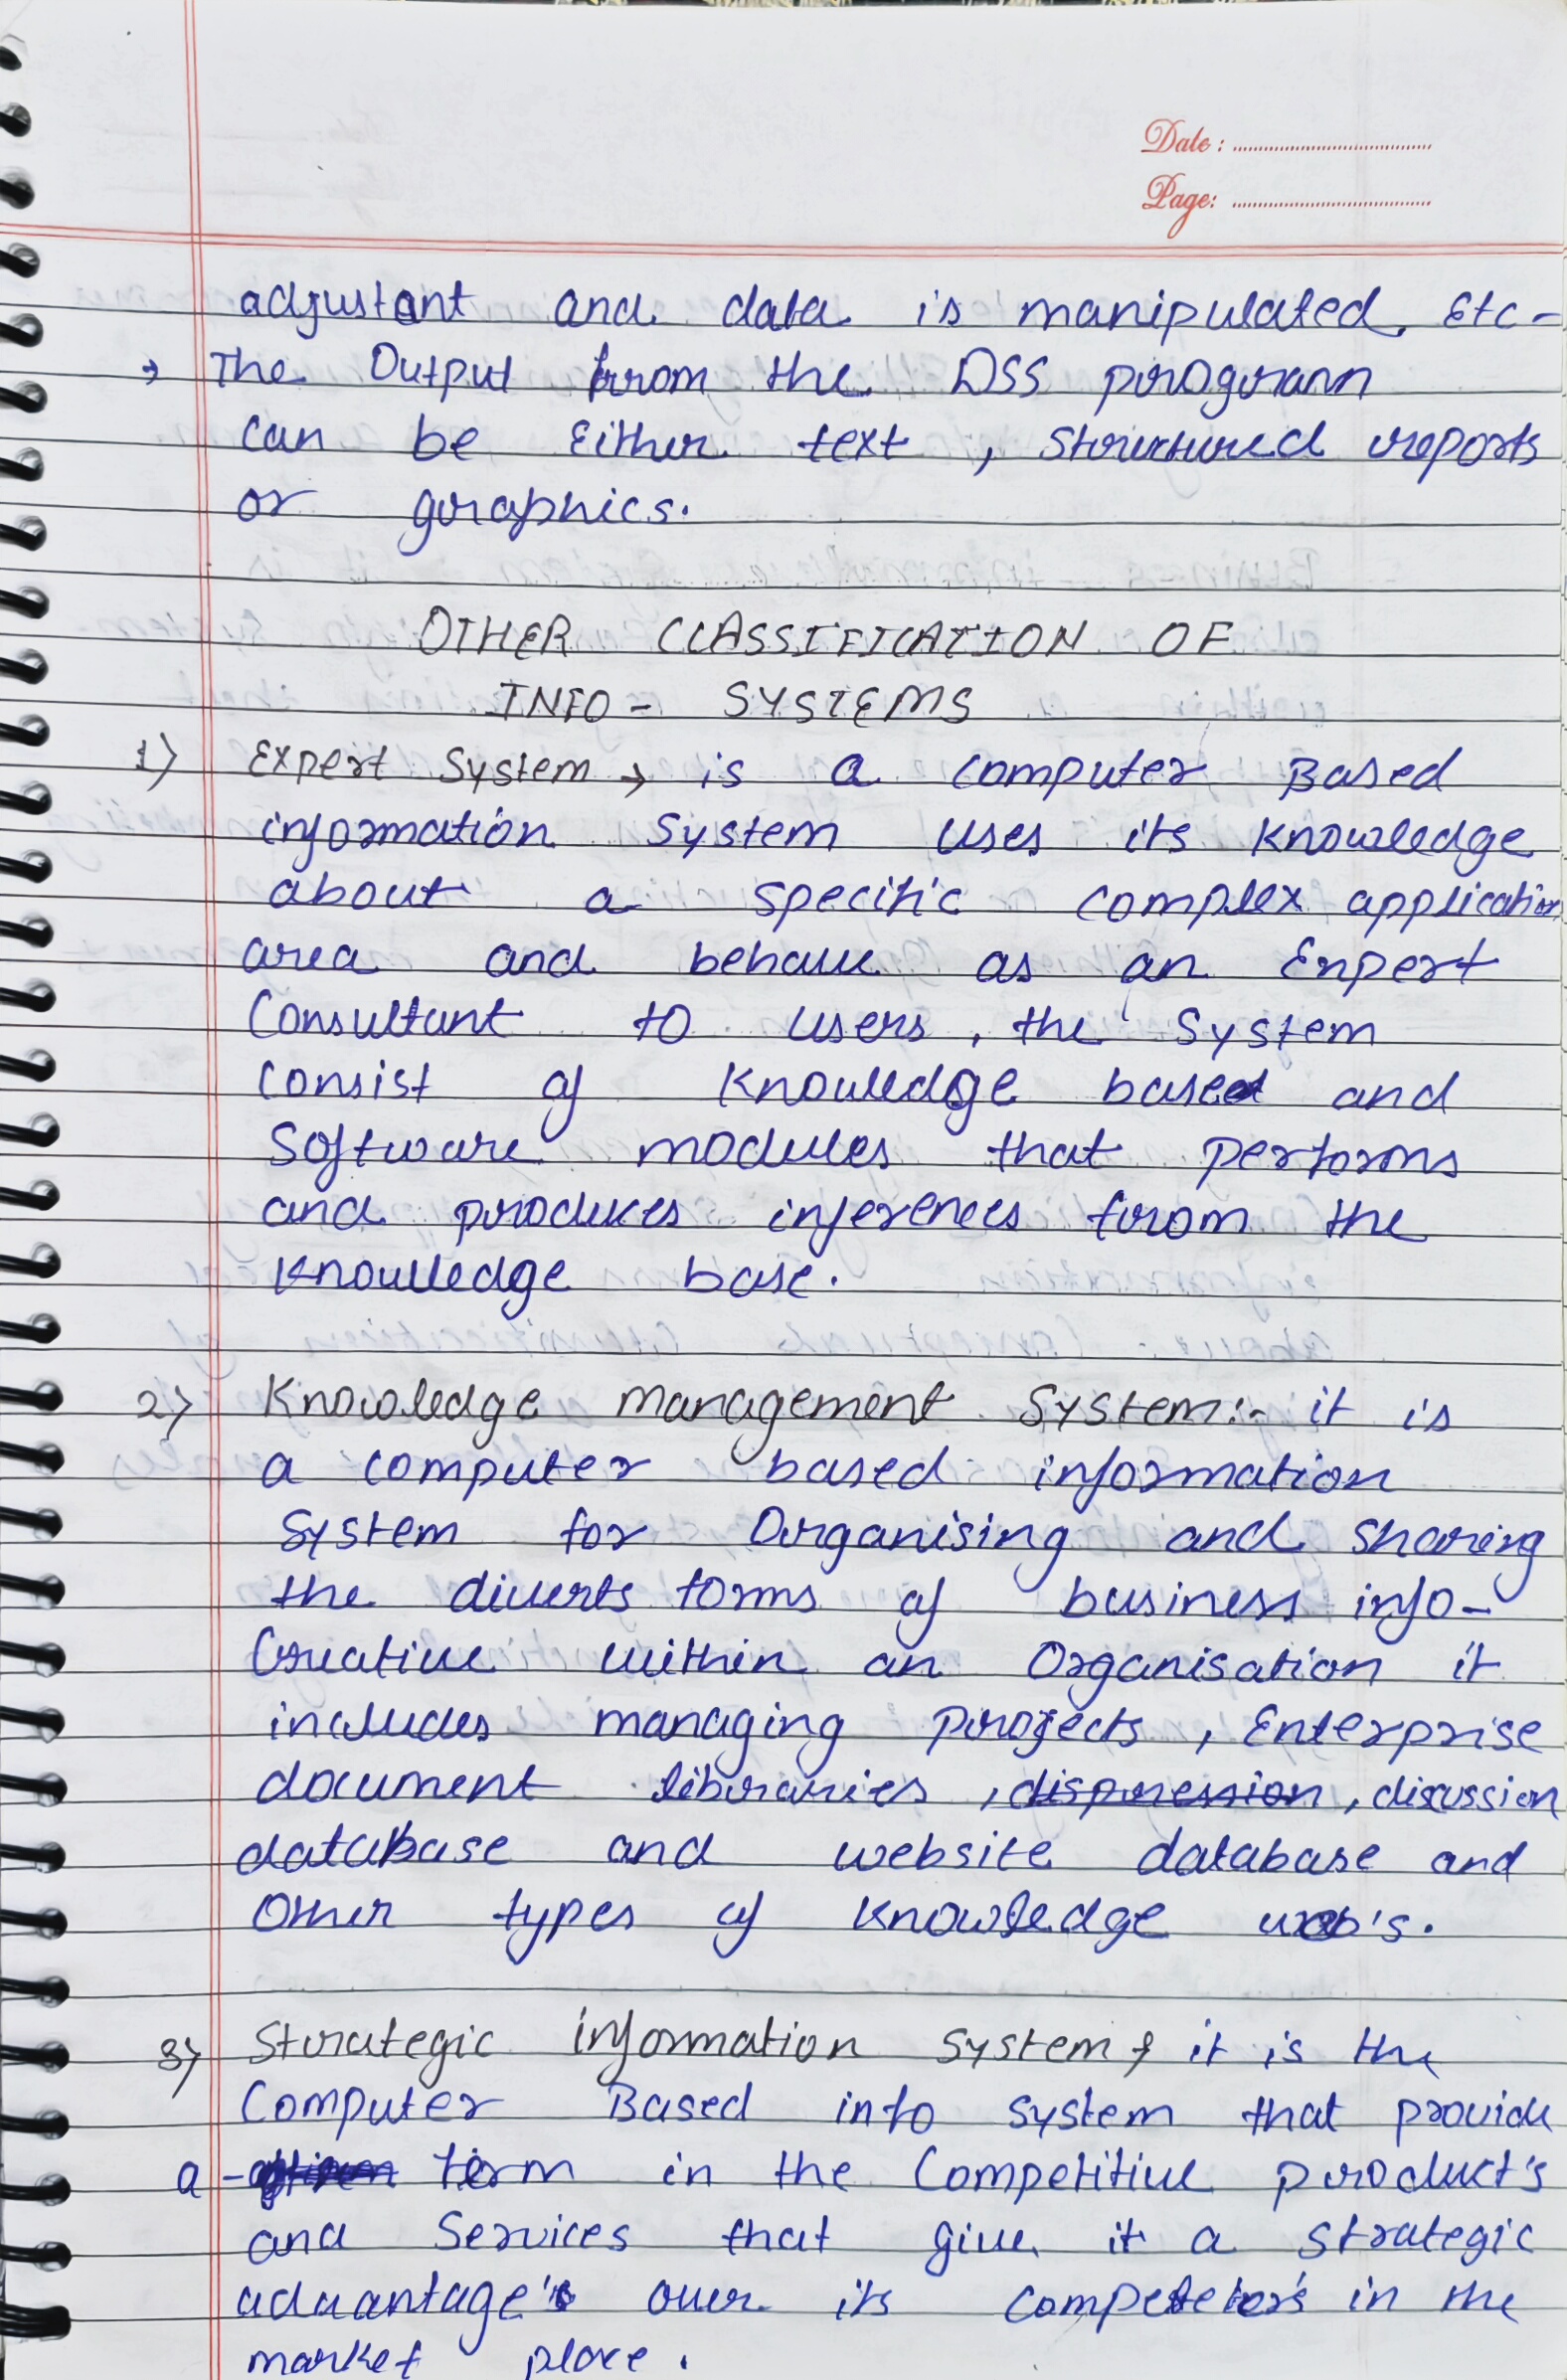 Date :
Page:
adjustant and data is manipulated, Etc-
→ The Output from the DSS program
can be Either text , Structured reports
or graphics.
OTHER CLASSIFICATION OF
INFO - SYSTEMS
1) Expert System → is a computer Based
information System uses its knowledge
about a specific complex application
area and behave as an Expert
Consultant to users , the System
Consist of Knowledge based and
Software modules that performs
and produces inferences from the
Knowledge base.
2) Knowledge management System:- it is
a computer based information
System for Organising and sharing
the diverts forms of business info-
Creative within an Organisation it
includes managing projects , Enterprise
document libraries , dispression , discussion
database and website database and
Other types of Knowledge web's.
3) Strategic information System → it is the
Computer Based info system that provide
a - term in the Competitive product's
and Services that give it a strategic
advantage's over its competetor's in the
market place .